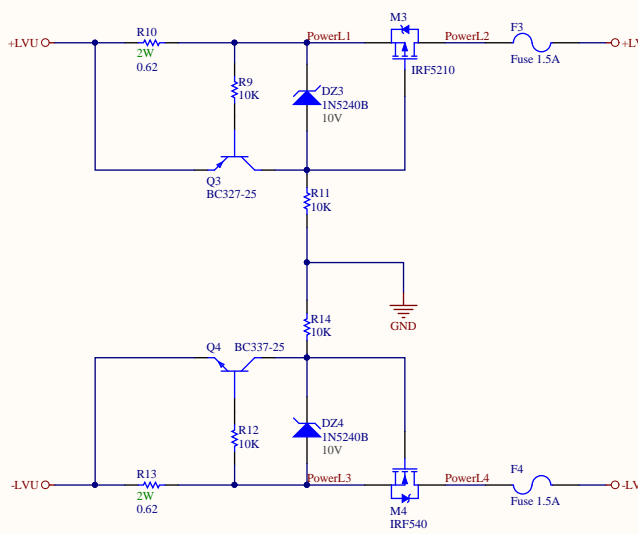 M3
+LVU
R10
2W
0.62
PowerL1
PowerL2
F3
Fuse 1.5A
+LV
IRF5210
R9
10K
DZ3
1N5240B
10V
Q3
BC327-25
R11
10K
GND
R14
10K
Q4
BC337-25
R12
10K
DZ4
1N5240B
10V
-LVU
R13
2W
0.62
PowerL3
PowerL4
F4
Fuse 1.5A
-LV
M4
IRF540